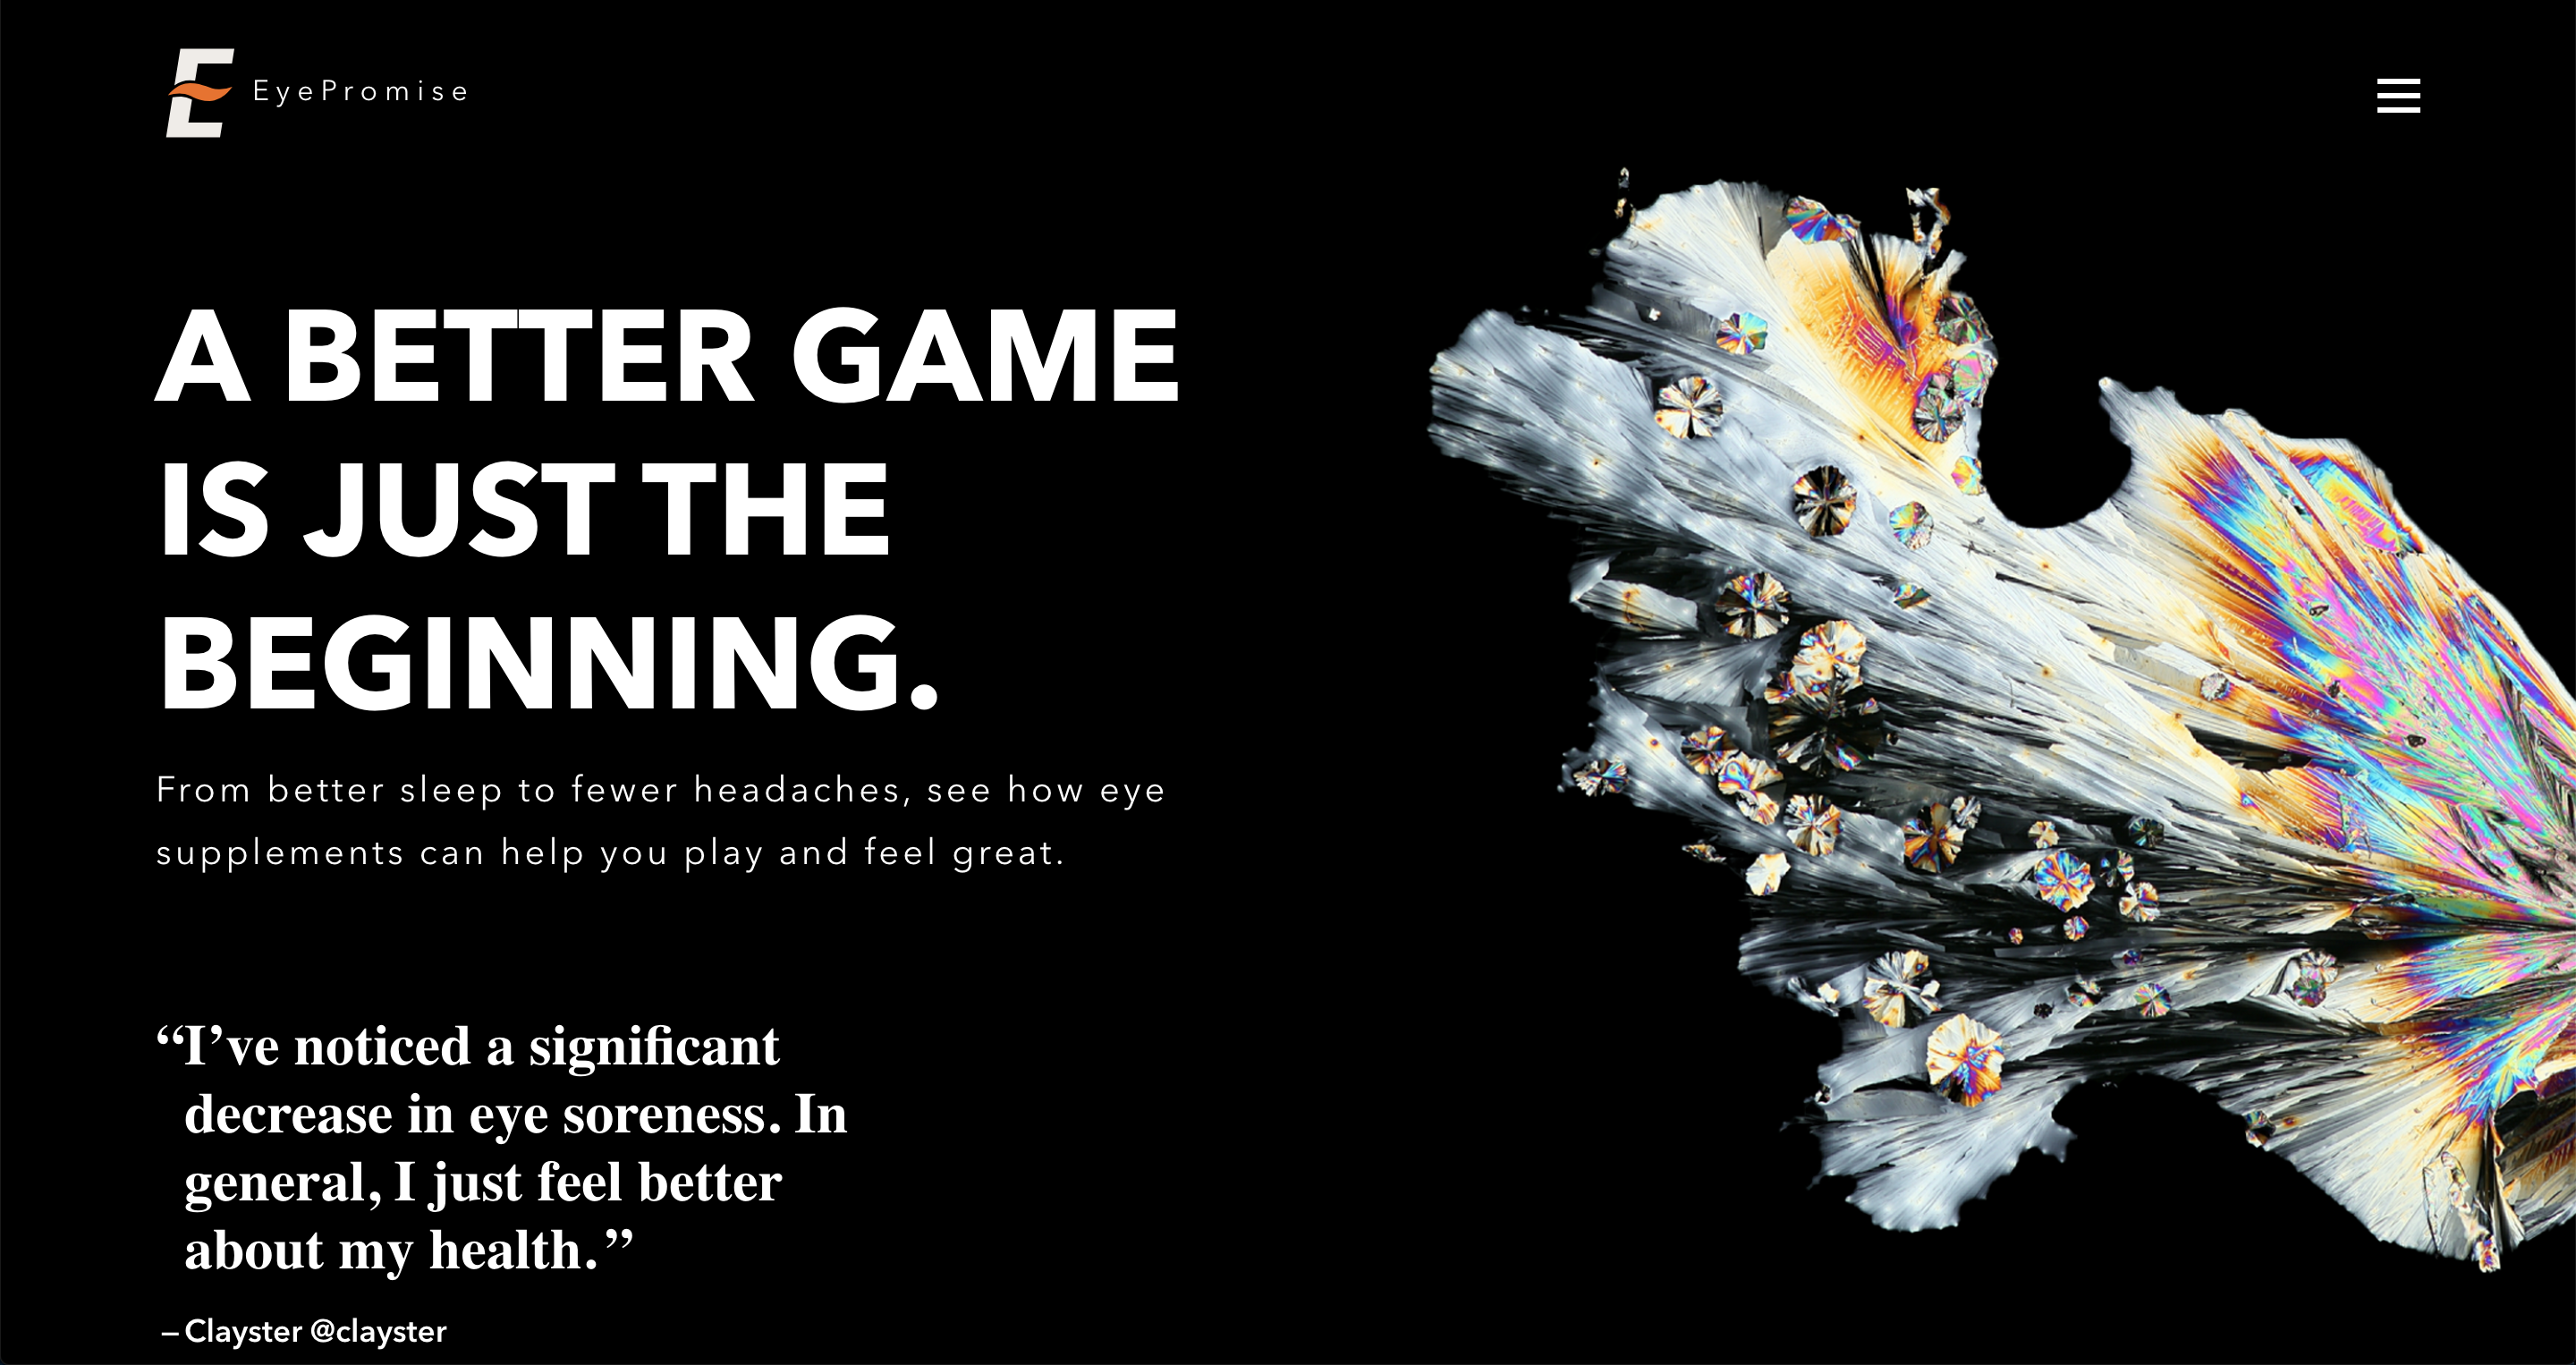 EyePromise
A BETTER GAME
IS JUST THE
BEGINNING.
From better sleep to fewer headaches, see how eye
supplements can help you play and feel great.
“I’ve noticed a significant
decrease in eye soreness. In
general, I just feel better
about my health.”
– Clayster @clayster